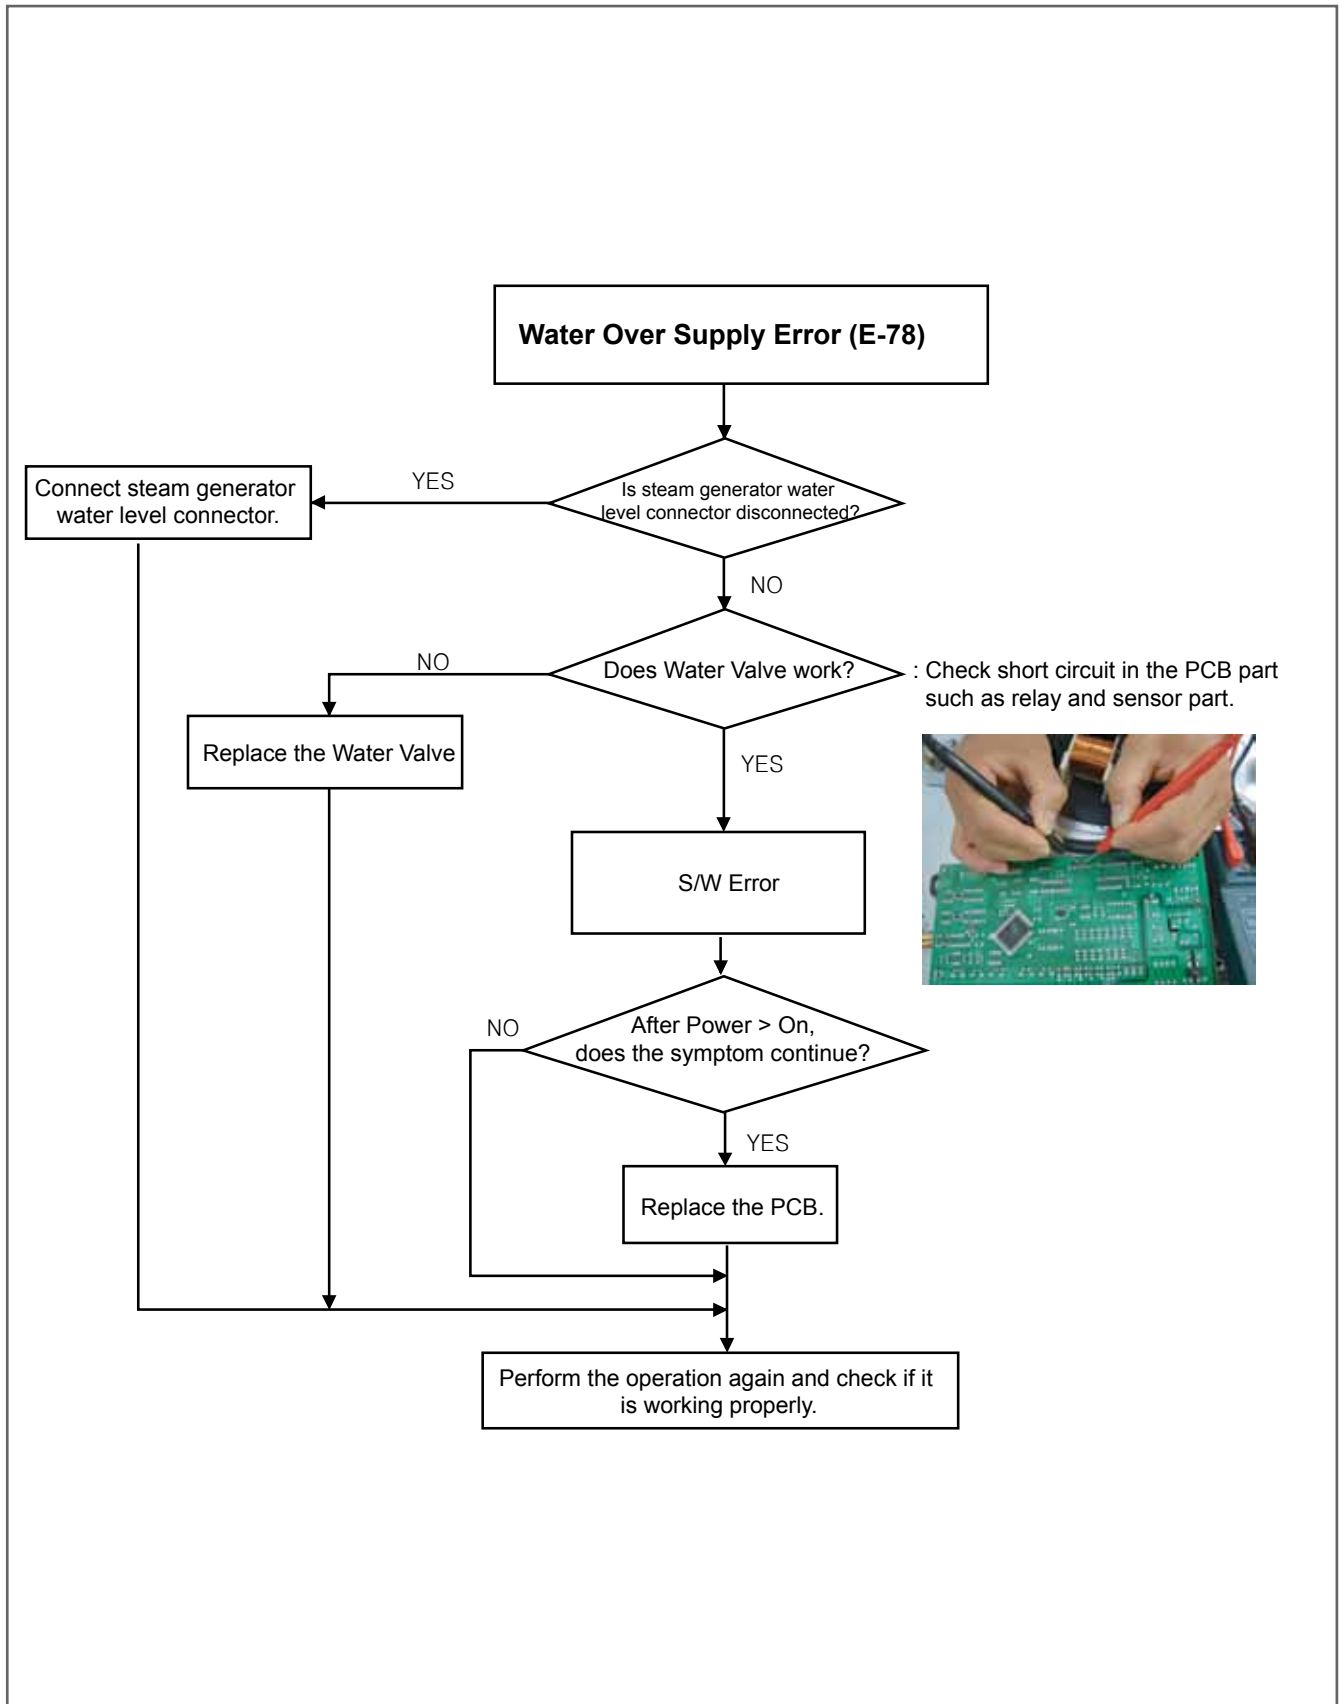 Water Over Supply Error (E-78)
YES
Is steam generator water
level connector disconnected?
Connect steam generator
water level connector.
NO
NO
Does Water Valve work?
: Check short circuit in the PCB part
such as relay and sensor part.
Replace the Water Valve
YES
S/W Error
NO
After Power > On,
does the symptom continue?
YES
Replace the PCB.
Perform the operation again and check if it
is working properly.